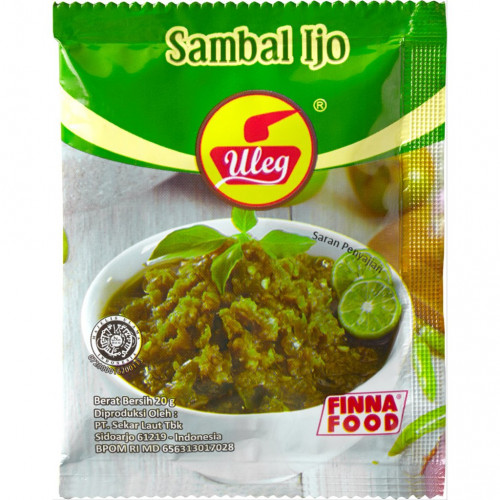 Sambal Ijo
®
Uleg
Saran Penyajian
Berat Bersih 20 g
Diproduksi Oleh :
PT. Sekar Laut Tbk
Sidoarjo 61219 - Indonesia
BPOM RI MD 656313017028
FINNA®
FOOD